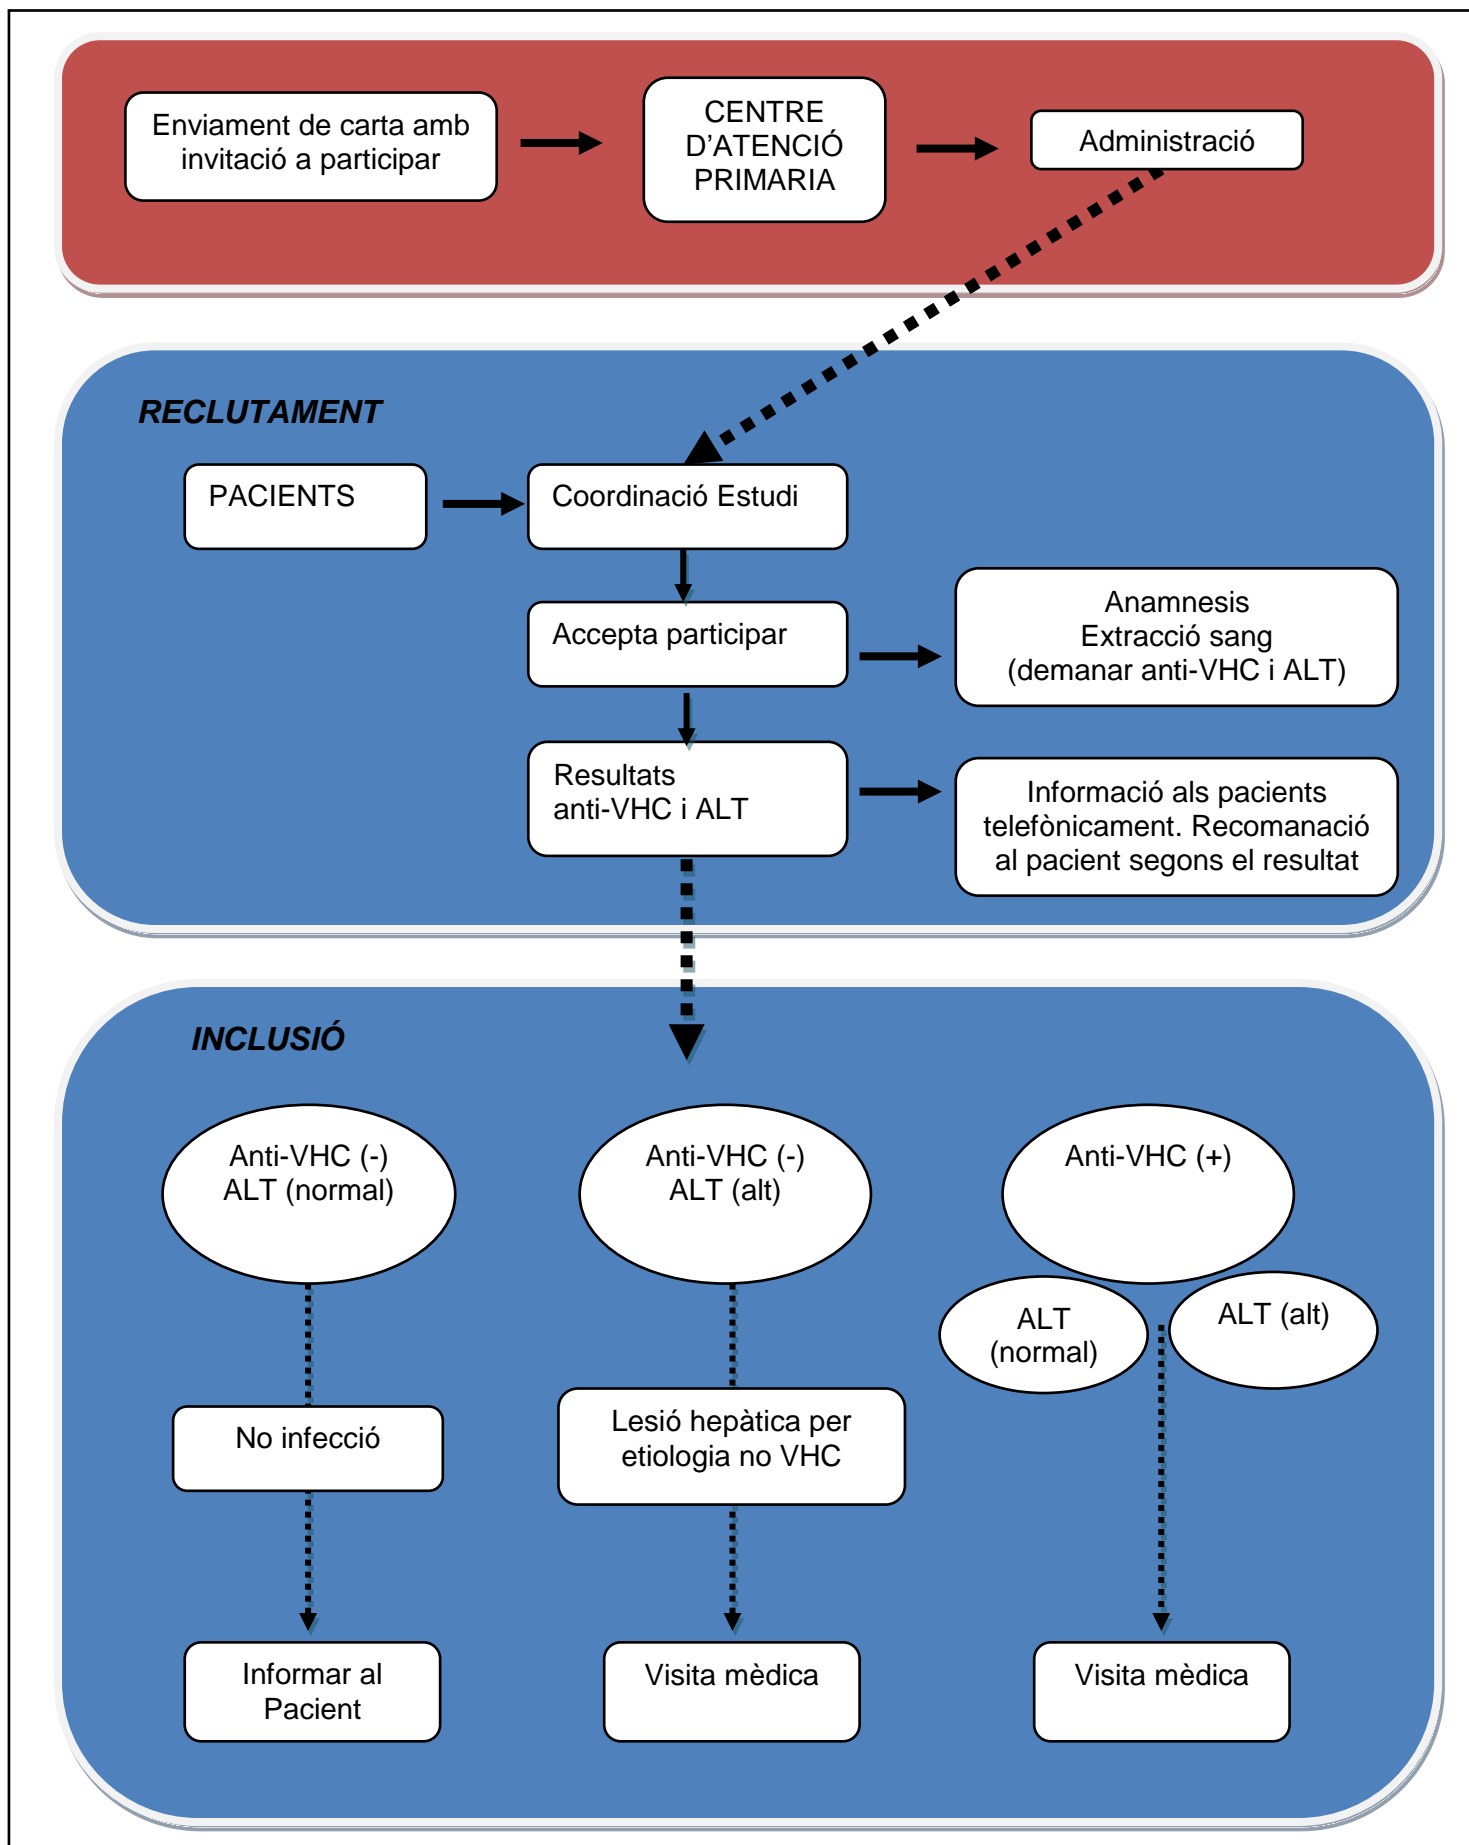 Enviament de carta amb
invitació a participar
CENTRE
D'ATENCIÓ
PRIMARIA
Administració
RECLUTAMENT
PACIENTS
Coordinació Estudi
Accepta participar
Anamnesis
Extracció sang
(demanar anti-VHC i ALT)
Resultats
anti-VHC i ALT
Informació als pacients
telefònicament. Recomanació
al pacient segons el resultat
INCLUSIÓ
Anti-VHC (-)
ALT (normal)
Anti-VHC (-)
ALT (alt)
Anti-VHC (+)
ALT
(normal)
ALT (alt)
No infecció
Lesió hepàtica per
etiologia no VHC
Informar al
Pacient
Visita mèdica
Visita mèdica